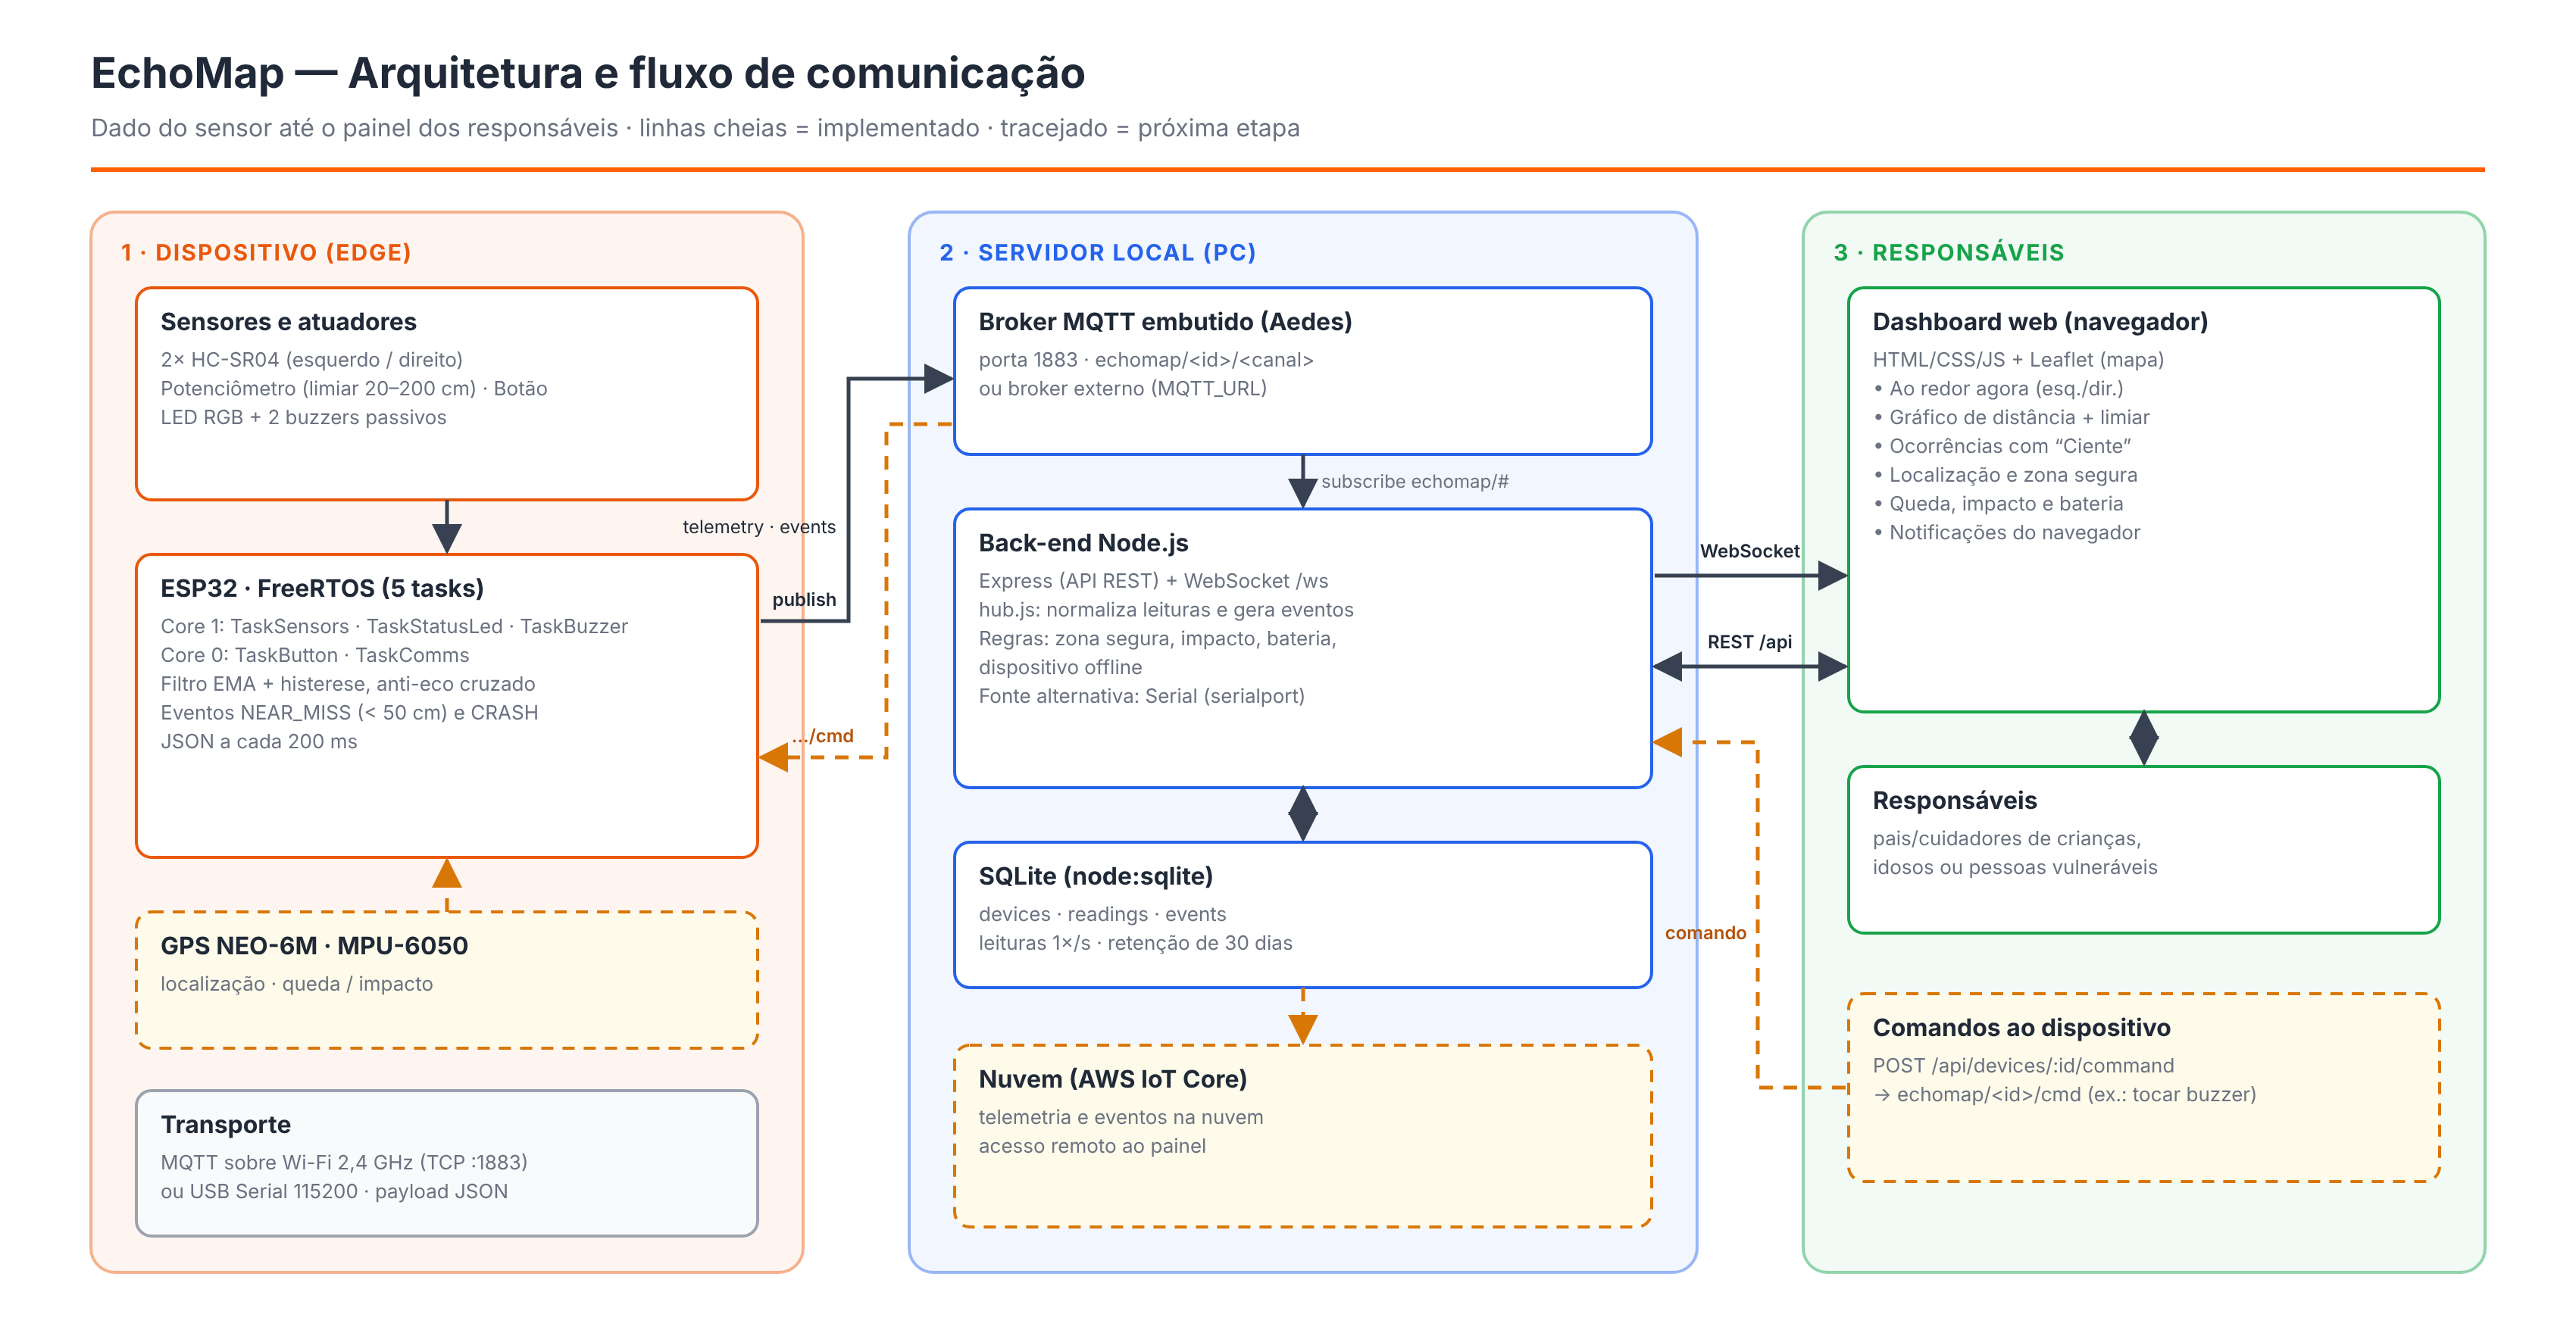 EchoMap — Arquitetura e fluxo de comunicação
Dado do sensor até o painel dos responsáveis · linhas cheias = implementado · tracejado = próxima etapa
1 · DISPOSITIVO (EDGE)
Sensores e atuadores
2× HC-SR04 (esquerdo / direito)
Potenciômetro (limiar 20–200 cm) · Botão
LED RGB + 2 buzzers passivos
telemetry · events
ESP32 · FreeRTOS (5 tasks)
Core 1: TaskSensors · TaskStatusLed · TaskBuzzer
Core 0: TaskButton · TaskComms
Filtro EMA + histerese, anti-eco cruzado
Eventos NEAR_MISS (< 50 cm) e CRASH
JSON a cada 200 ms
publish
.../cmd
GPS NEO-6M · MPU-6050
localização · queda / impacto
Transporte
MQTT sobre Wi-Fi 2,4 GHz (TCP :1883)
ou USB Serial 115200 · payload JSON
2 · SERVIDOR LOCAL (PC)
Broker MQTT embutido (Aedes)
porta 1883 · echomap/<id>/<canal>
ou broker externo (MQTT_URL)
subscribe echomap/#
Back-end Node.js
Express (API REST) + WebSocket /ws
hub.js: normaliza leituras e gera eventos
Regras: zona segura, impacto, bateria,
dispositivo offline
Fonte alternativa: Serial (serialport)
SQLite (node:sqlite)
devices · readings · events
leituras 1×/s · retenção de 30 dias
Nuvem (AWS IoT Core)
telemetria e eventos na nuvem
acesso remoto ao painel
WebSocket
REST /api
comando
3 · RESPONSÁVEIS
Dashboard web (navegador)
HTML/CSS/JS + Leaflet (mapa)
• Ao redor agora (esq./dir.)
• Gráfico de distância + limiar
• Ocorrências com “Ciente”
• Localização e zona segura
• Queda, impacto e bateria
• Notificações do navegador
Responsáveis
pais/cuidadores de crianças,
idosos ou pessoas vulneráveis
Comandos ao dispositivo
POST /api/devices/:id/command
→ echomap/<id>/cmd (ex.: tocar buzzer)